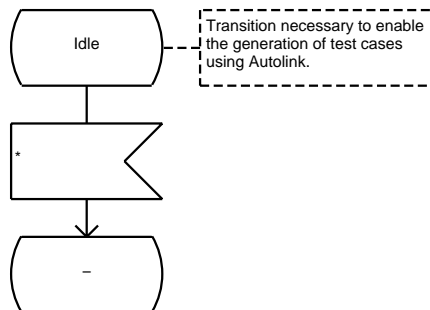 Idle
Transition necessary to enable
the generation of test cases
using Autolink.
*
–